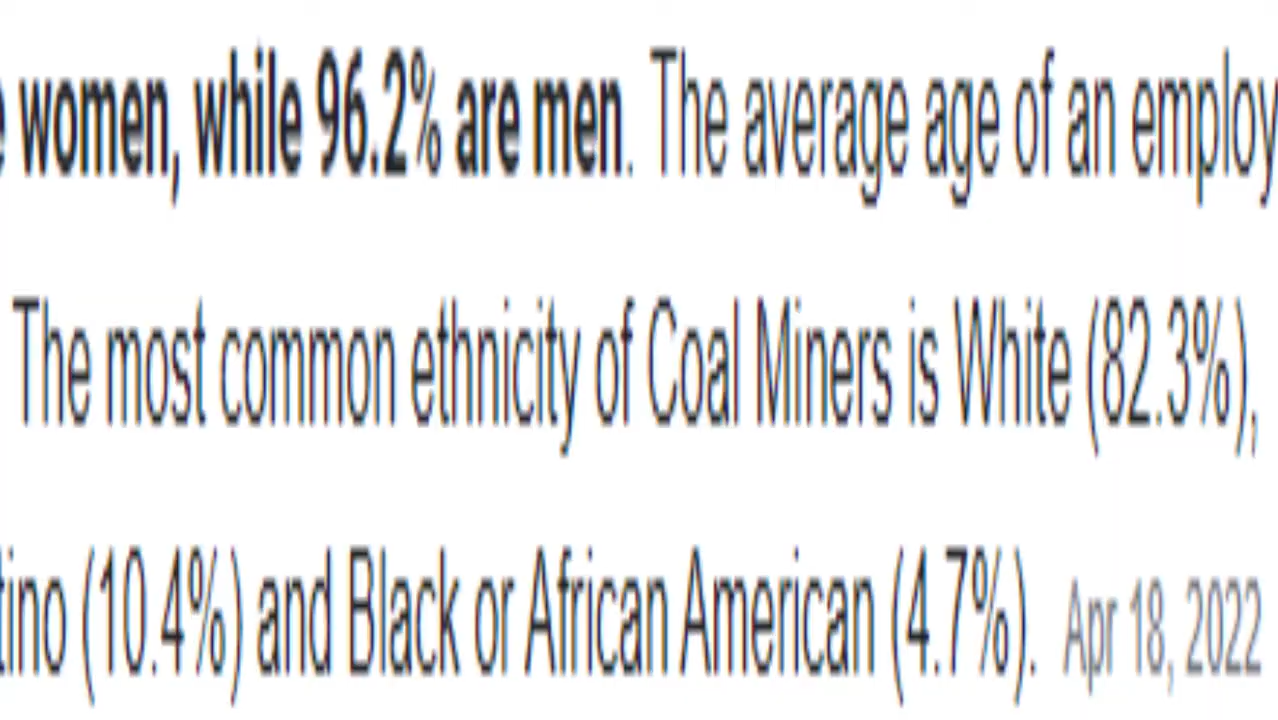 women, while 96.2% are men. The average age of an employ
The most common ethnicity of Coal Miners is White (82.3%),
tino (10.4%) and Black or African American (4.7%). Apr 18, 2022